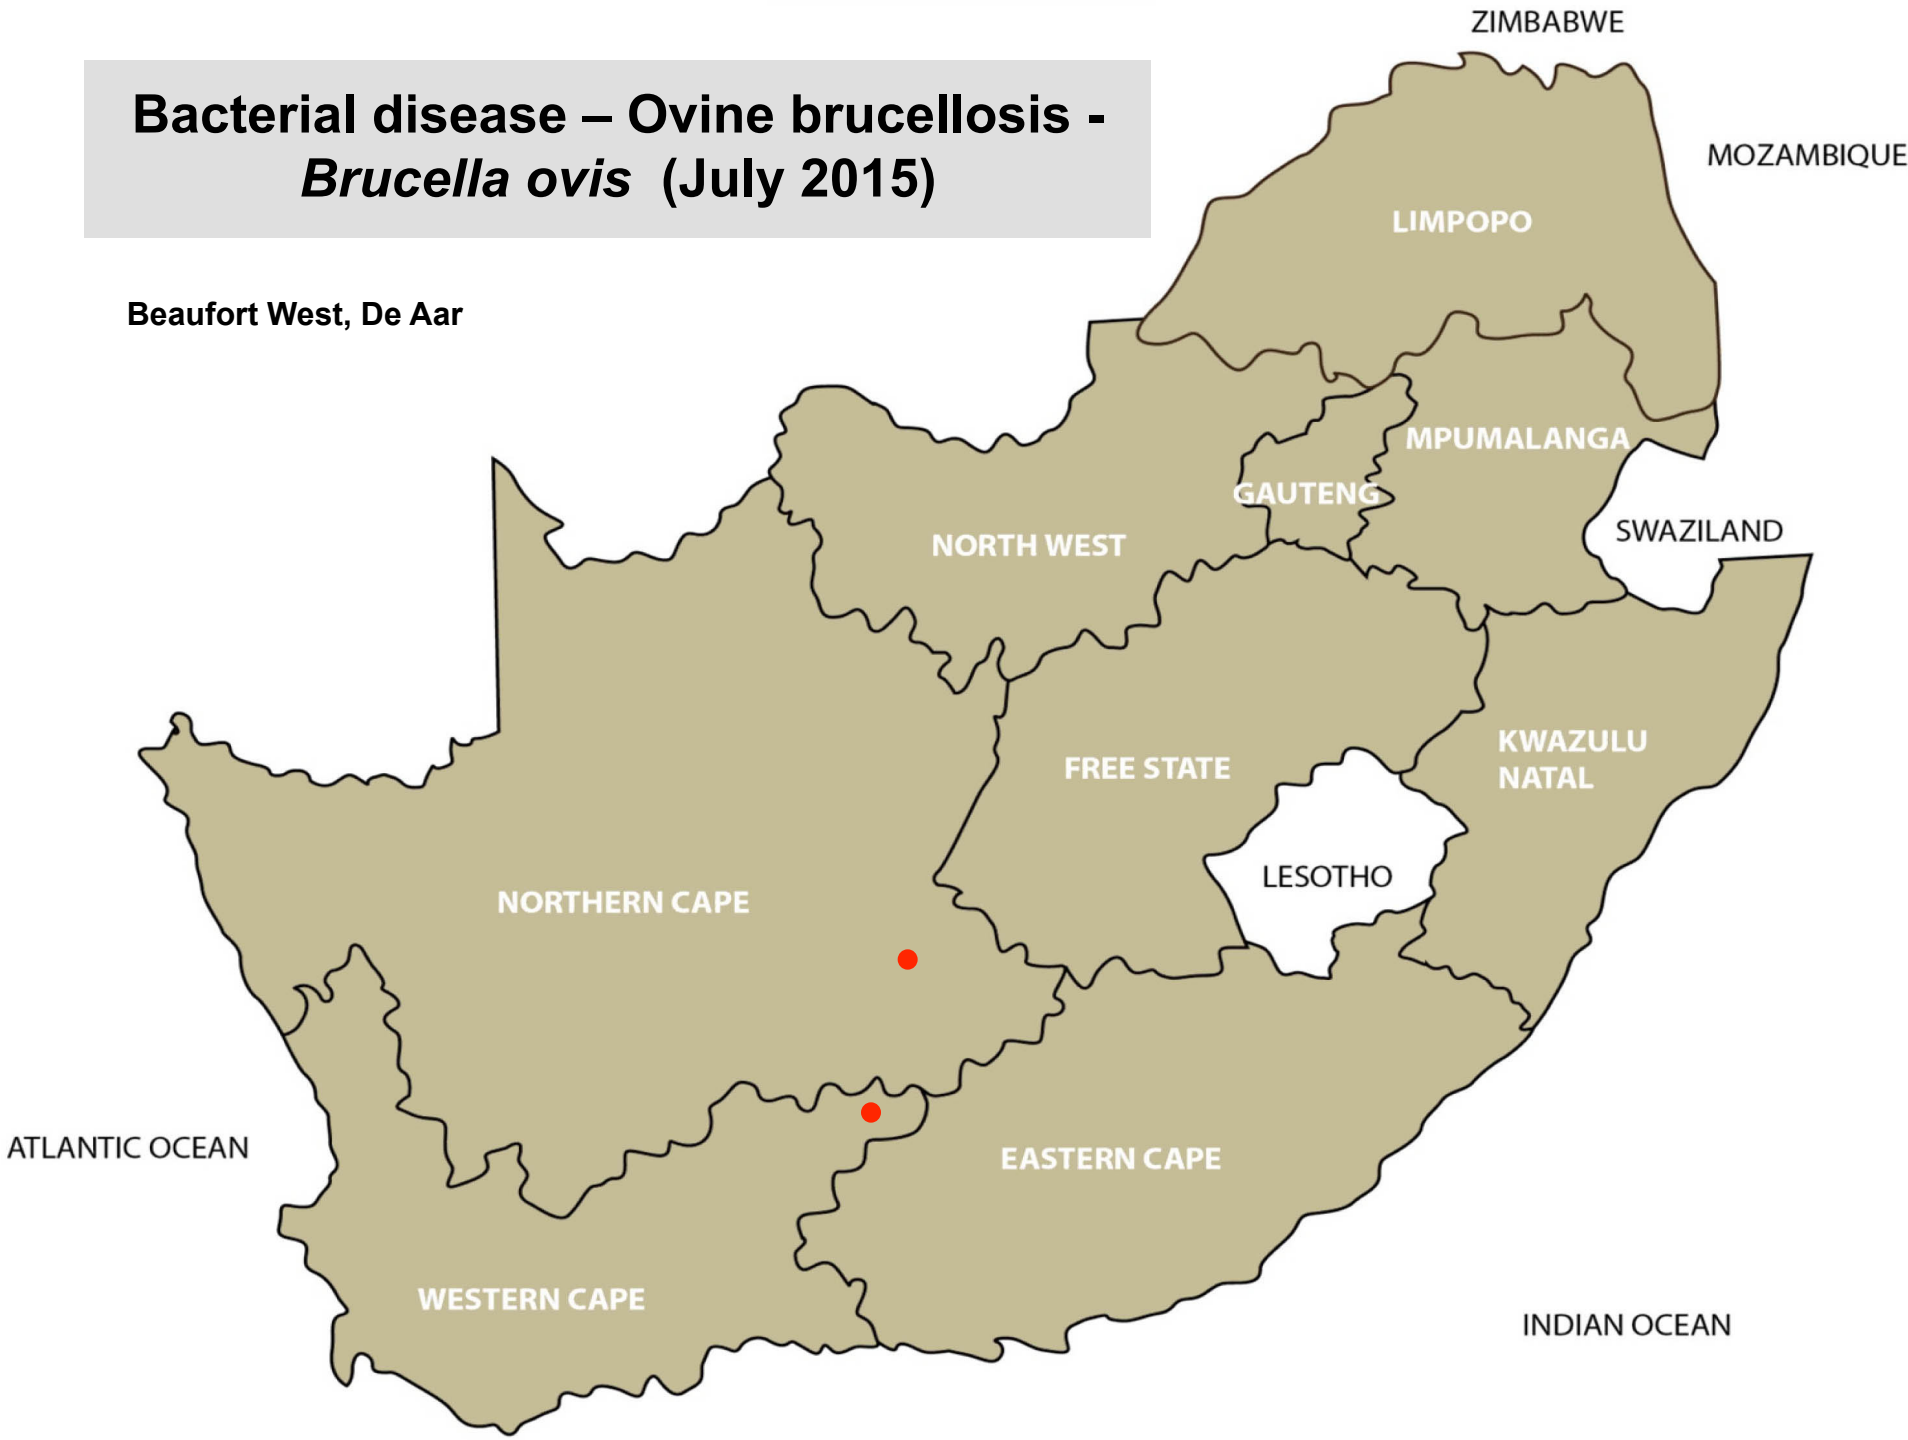 Bacterial disease – Ovine brucellosis -
Brucella ovis (July 2015)
Beaufort West, De Aar
ZIMBABWE
MOZAMBIQUE
LIMPOPO
MPUMALANGA
GAUTENG
NORTH WEST
SWAZILAND
FREE STATE
KWAZULU
NATAL
LESOTHO
NORTHERN CAPE
ATLANTIC OCEAN
EASTERN CAPE
WESTERN CAPE
INDIAN OCEAN